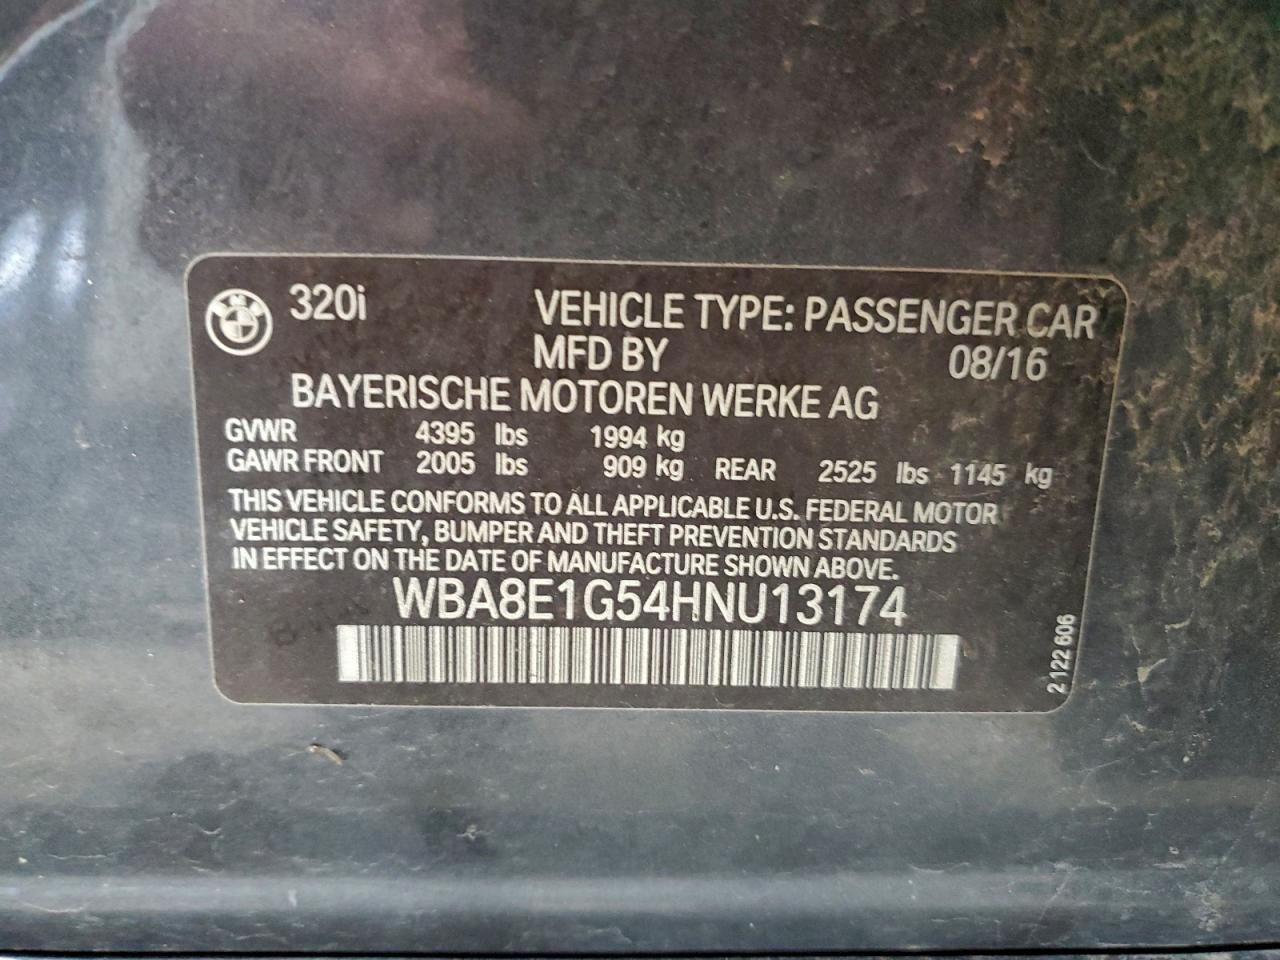 320i VEHICLE TYPE: PASSENGER CAR
MFD BY 08/16
BAYERISCHE MOTOREN WERKE AG
GVWR 4395 lbs 1994 kg
GAWR FRONT 2005 lbs 909 kg REAR 2525 lbs 1145 kg
THIS VEHICLE CONFORMS TO ALL APPLICABLE U.S. FEDERAL MOTOR
VEHICLE SAFETY, BUMPER AND THEFT PREVENTION STANDARDS
IN EFFECT ON THE DATE OF MANUFACTURE SHOWN ABOVE.
WBA8E1G54HNU13174
2 122 606